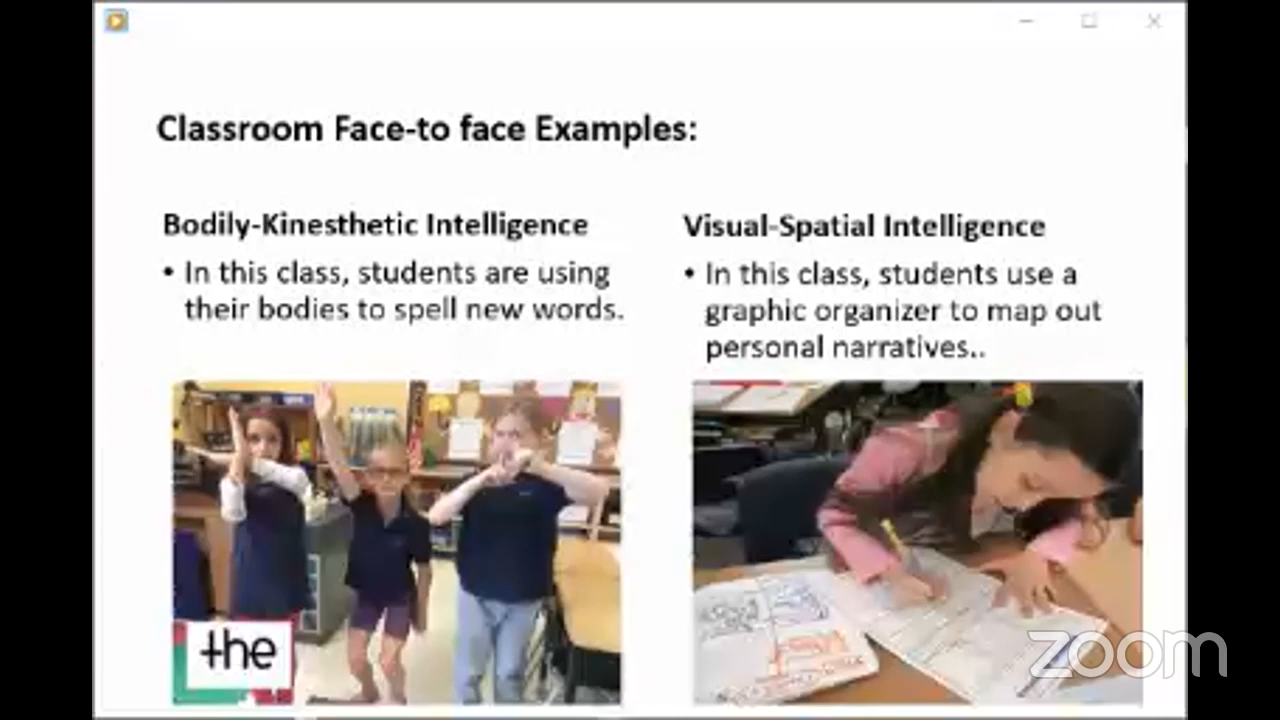 Classroom Face-to face Examples:
Bodily-Kinesthetic Intelligence
• In this class, students are using
their bodies to spell new words.
Visual-Spatial Intelligence
• In this class, students use a
graphic organizer to map out
personal narratives..
the
zoom